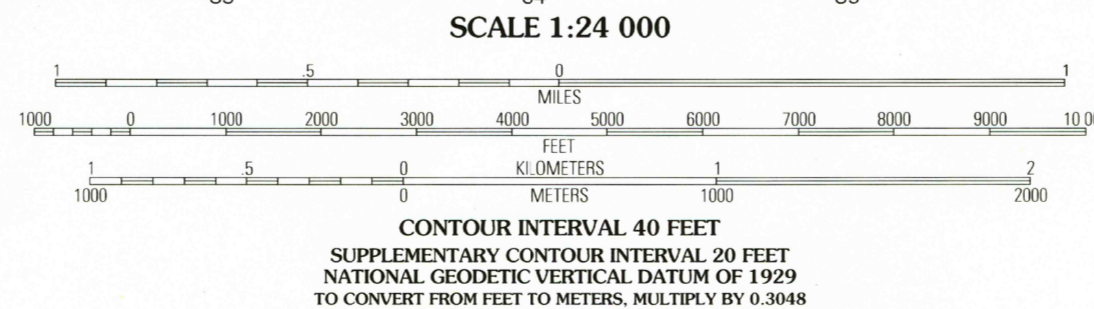 SCALE 1:24 000
1 .5 0 1
MILES
1000 0 1000 2000 3000 4000 5000 6000 7000 8000 9000
FEET
1 .5 0 KILOMETERS 1 2
1000 0 METERS 1000 2000
CONTOUR INTERVAL 40 FEET
SUPPLEMENTARY CONTOUR INTERVAL 20 FEET
NATIONAL GEODETIC VERTICAL DATUM OF 1929
TO CONVERT FROM FEET TO METERS, MULTIPLY BY 0.3048